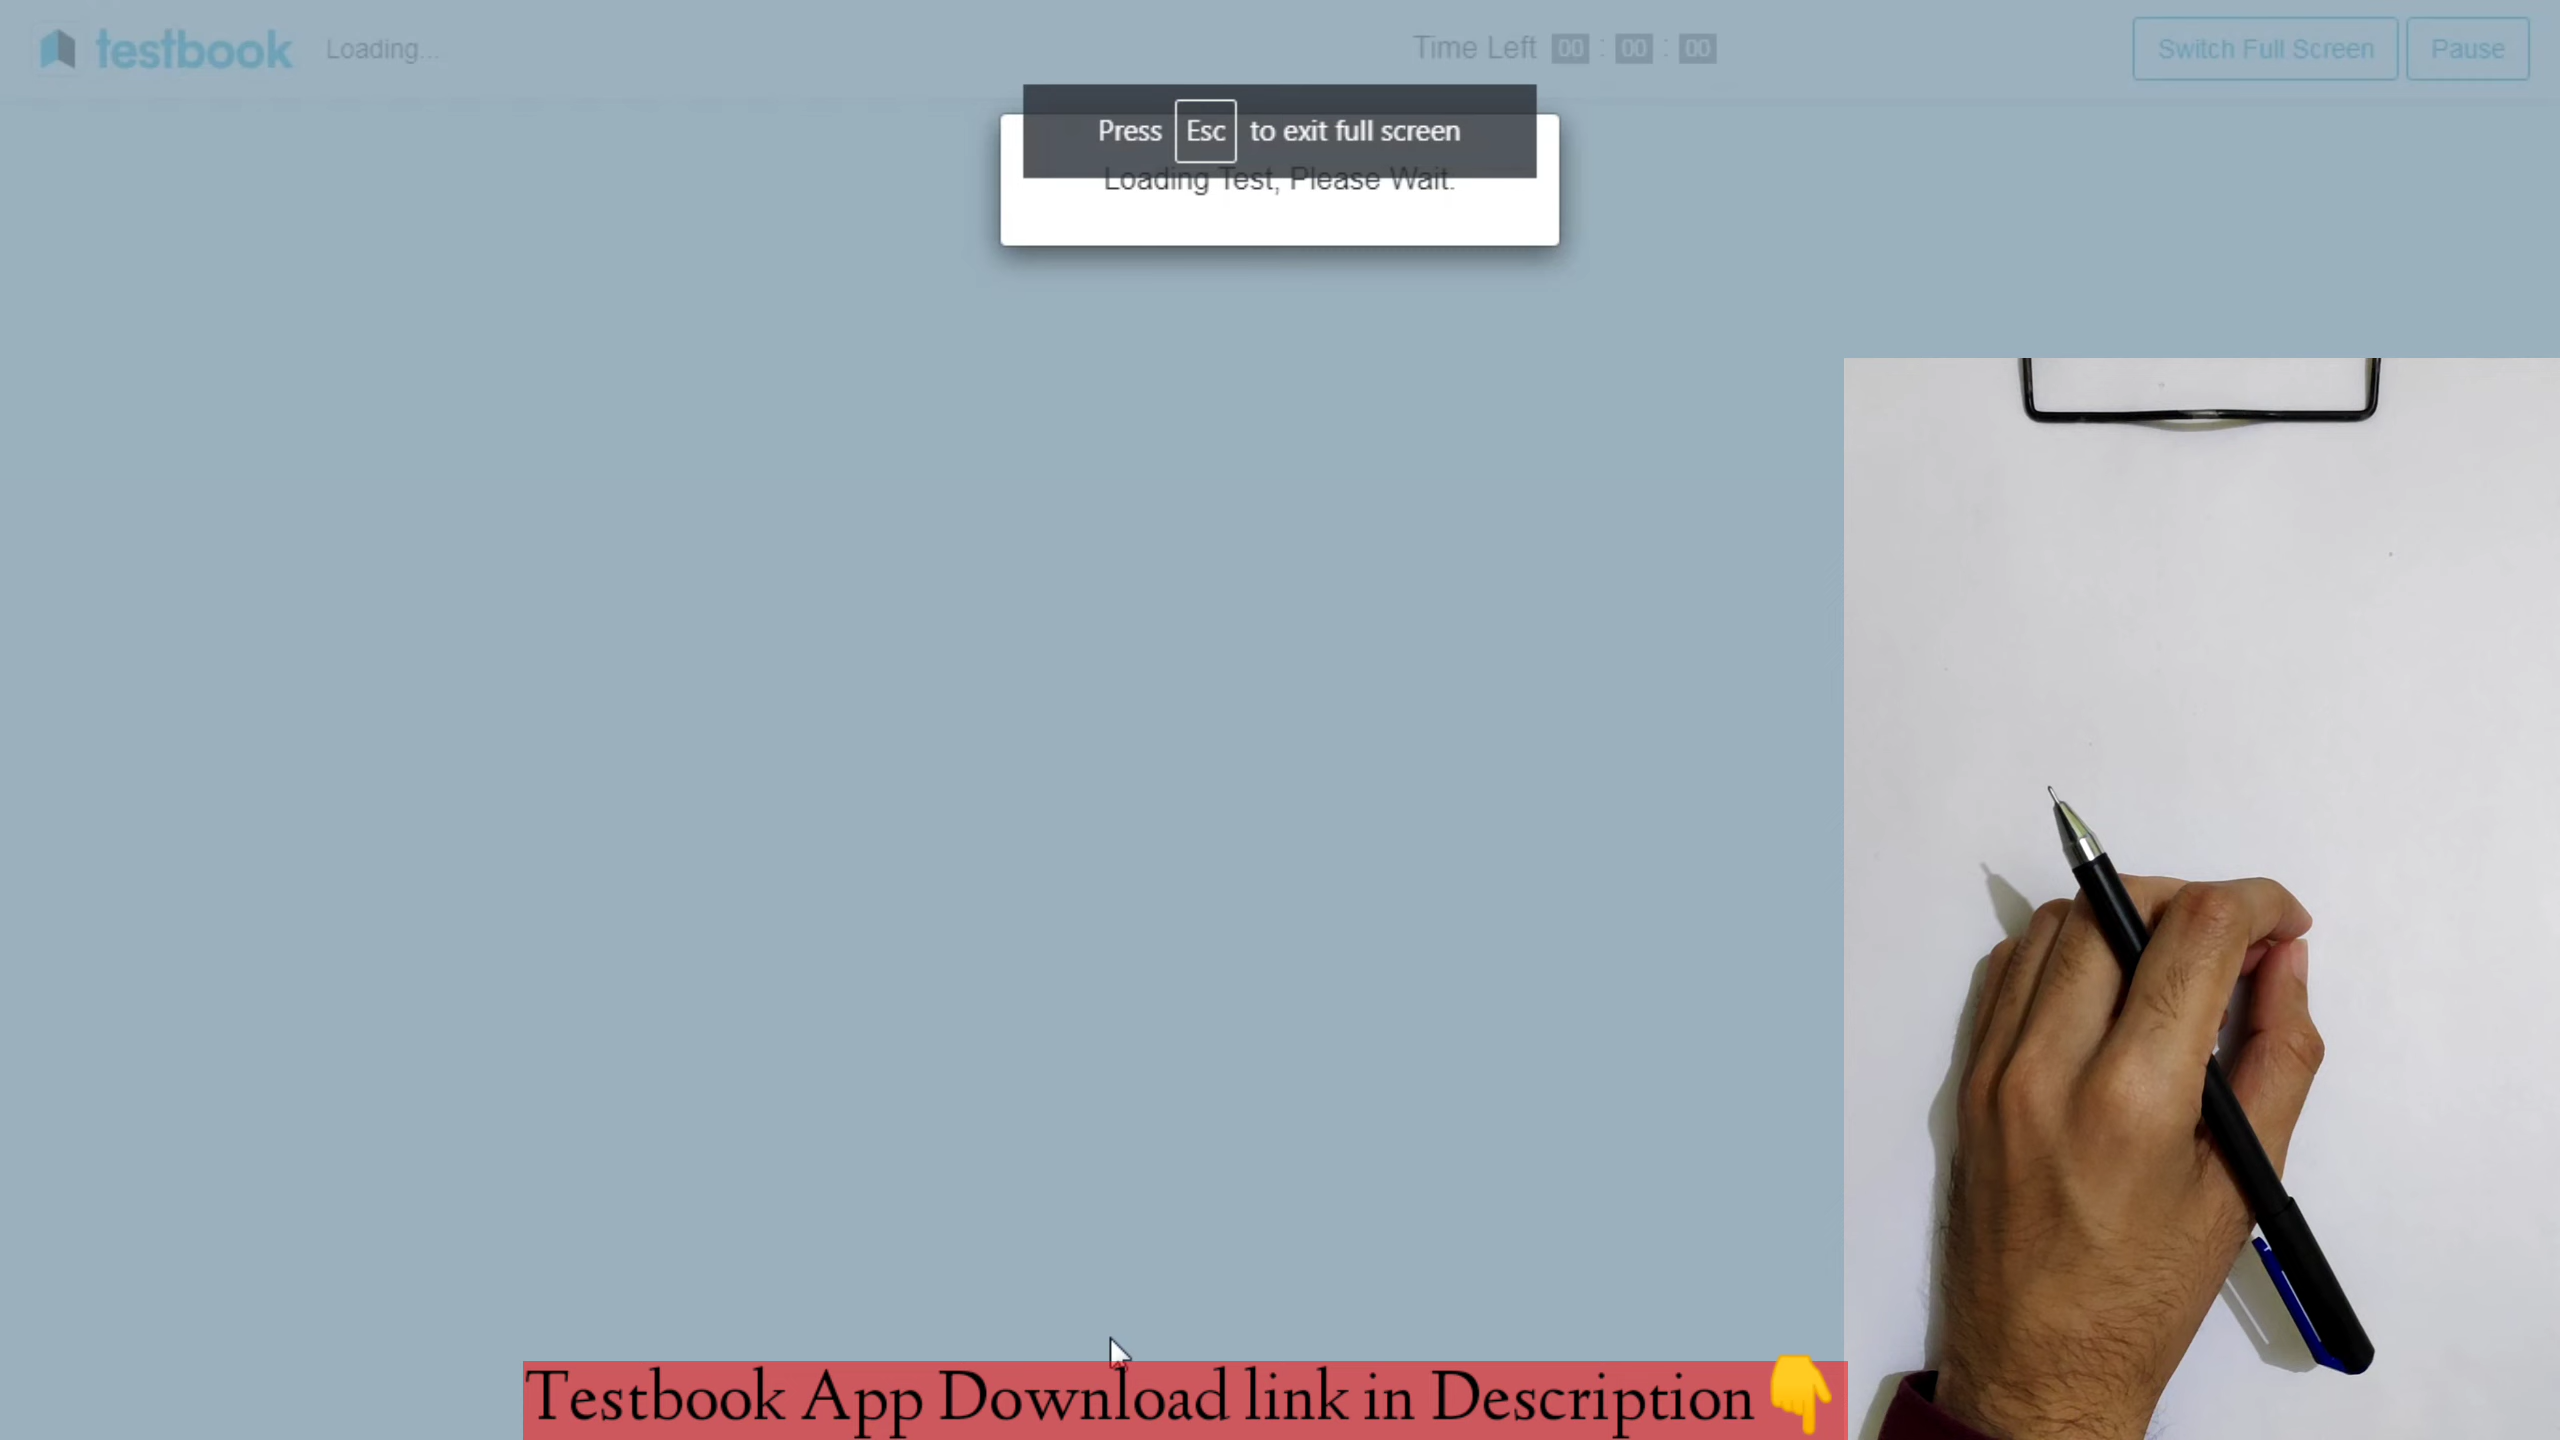 testbook Loading... Time Left 00 : 00 : 00 Switch Full Screen Pause
Press Esc to exit full screen
Loading Test, Please Wait.
Testbook App Download link in Description👇